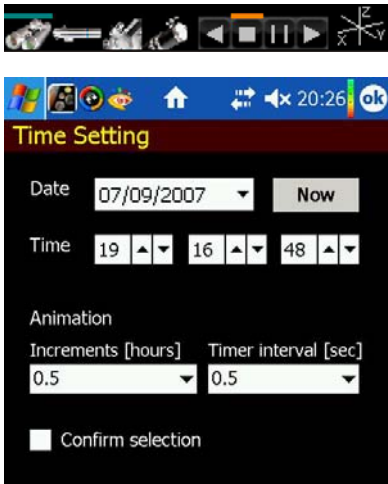 Z
X Y
20:26 ok
Time Setting
Date 07/09/2007 Now
Time 19 16 48
Animation
Increments [hours] Timer interval [sec]
0.5 0.5
Confirm selection